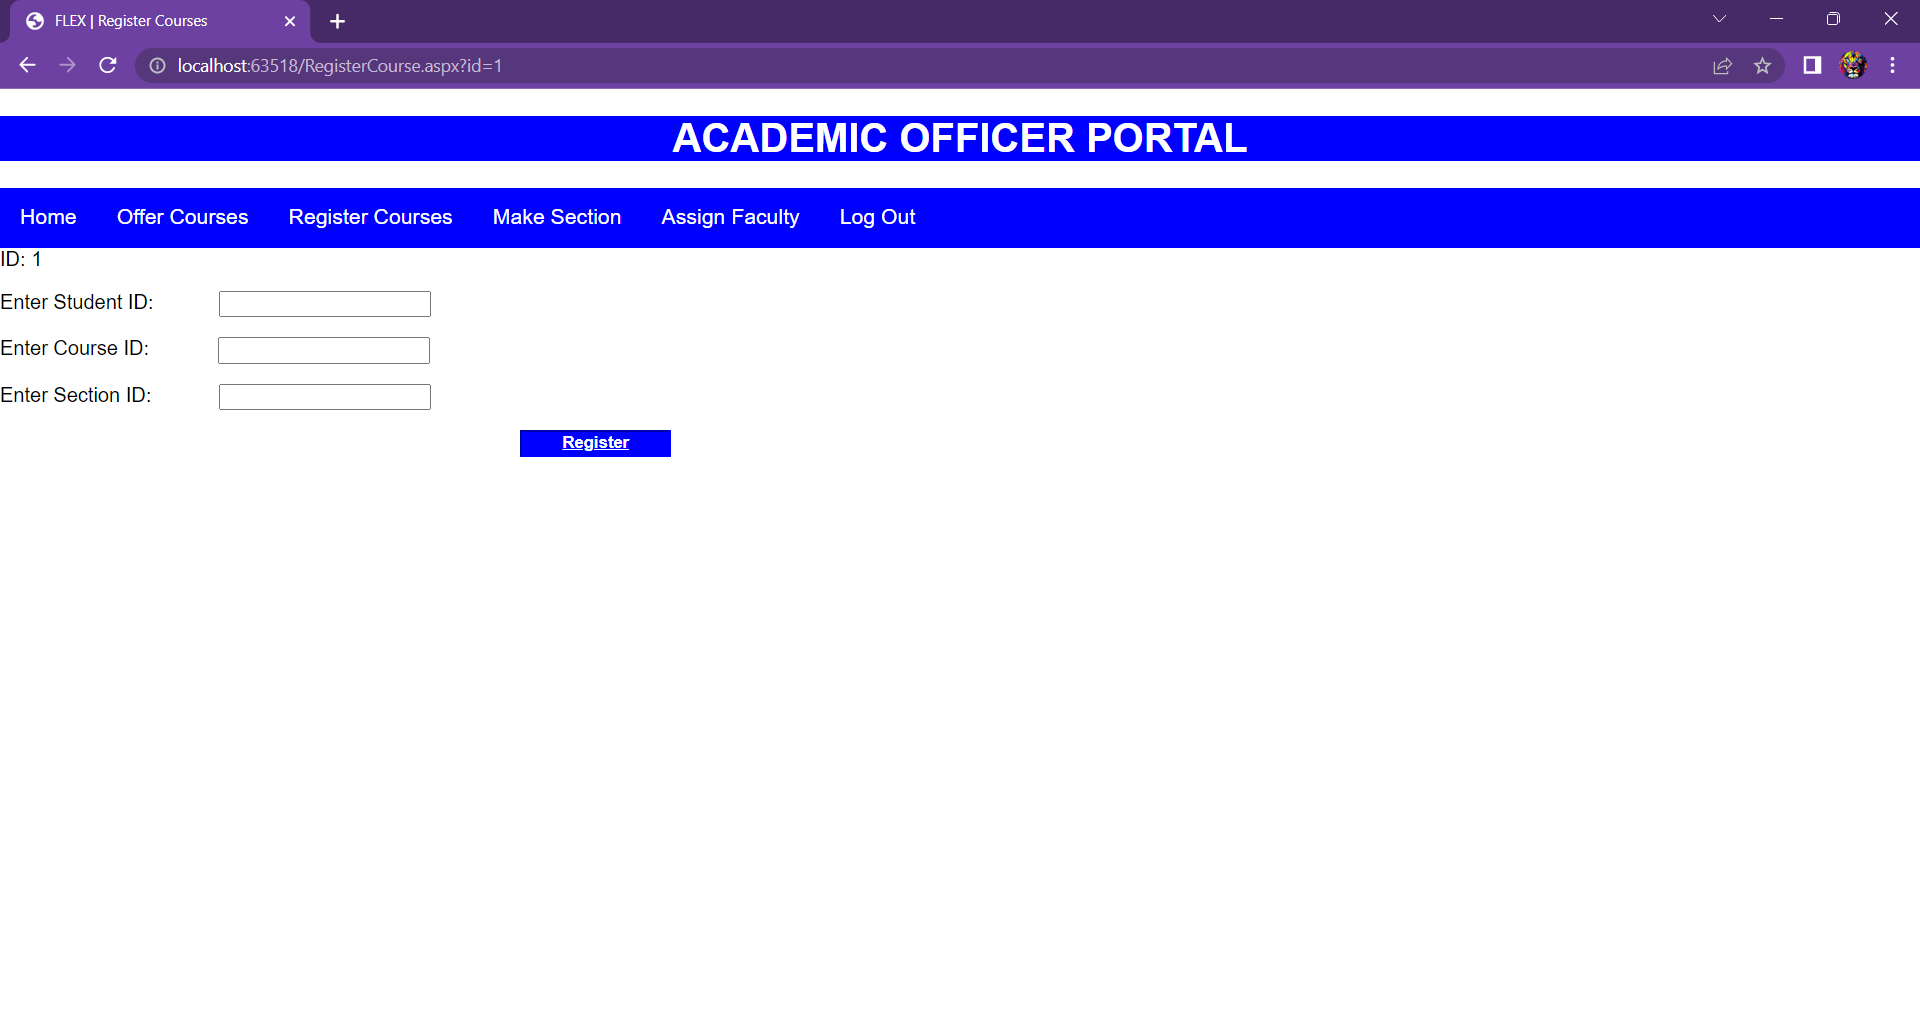 FLEX | Register Courses
localhost:63518/RegisterCourse.aspx?id=1
ACADEMIC OFFICER PORTAL
Home Offer Courses Register Courses Make Section Assign Faculty Log Out
ID: 1
Enter Student ID:
Enter Course ID:
Enter Section ID:
Register